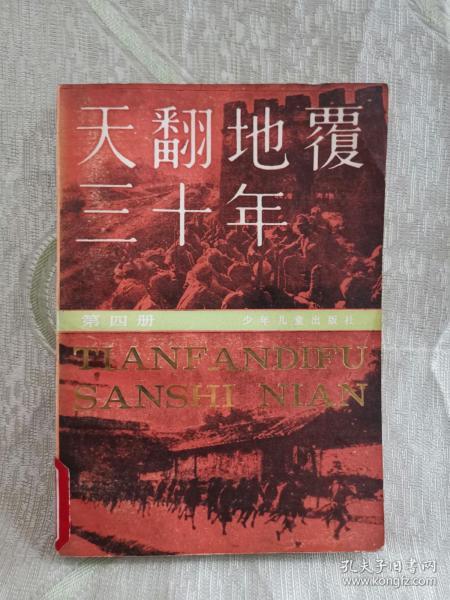 天翻地覆
三十年
第四册 少年儿童出版社
TIANFANDIFU
SANSHI NIAN
孔夫子旧书网
www.kongfz.com